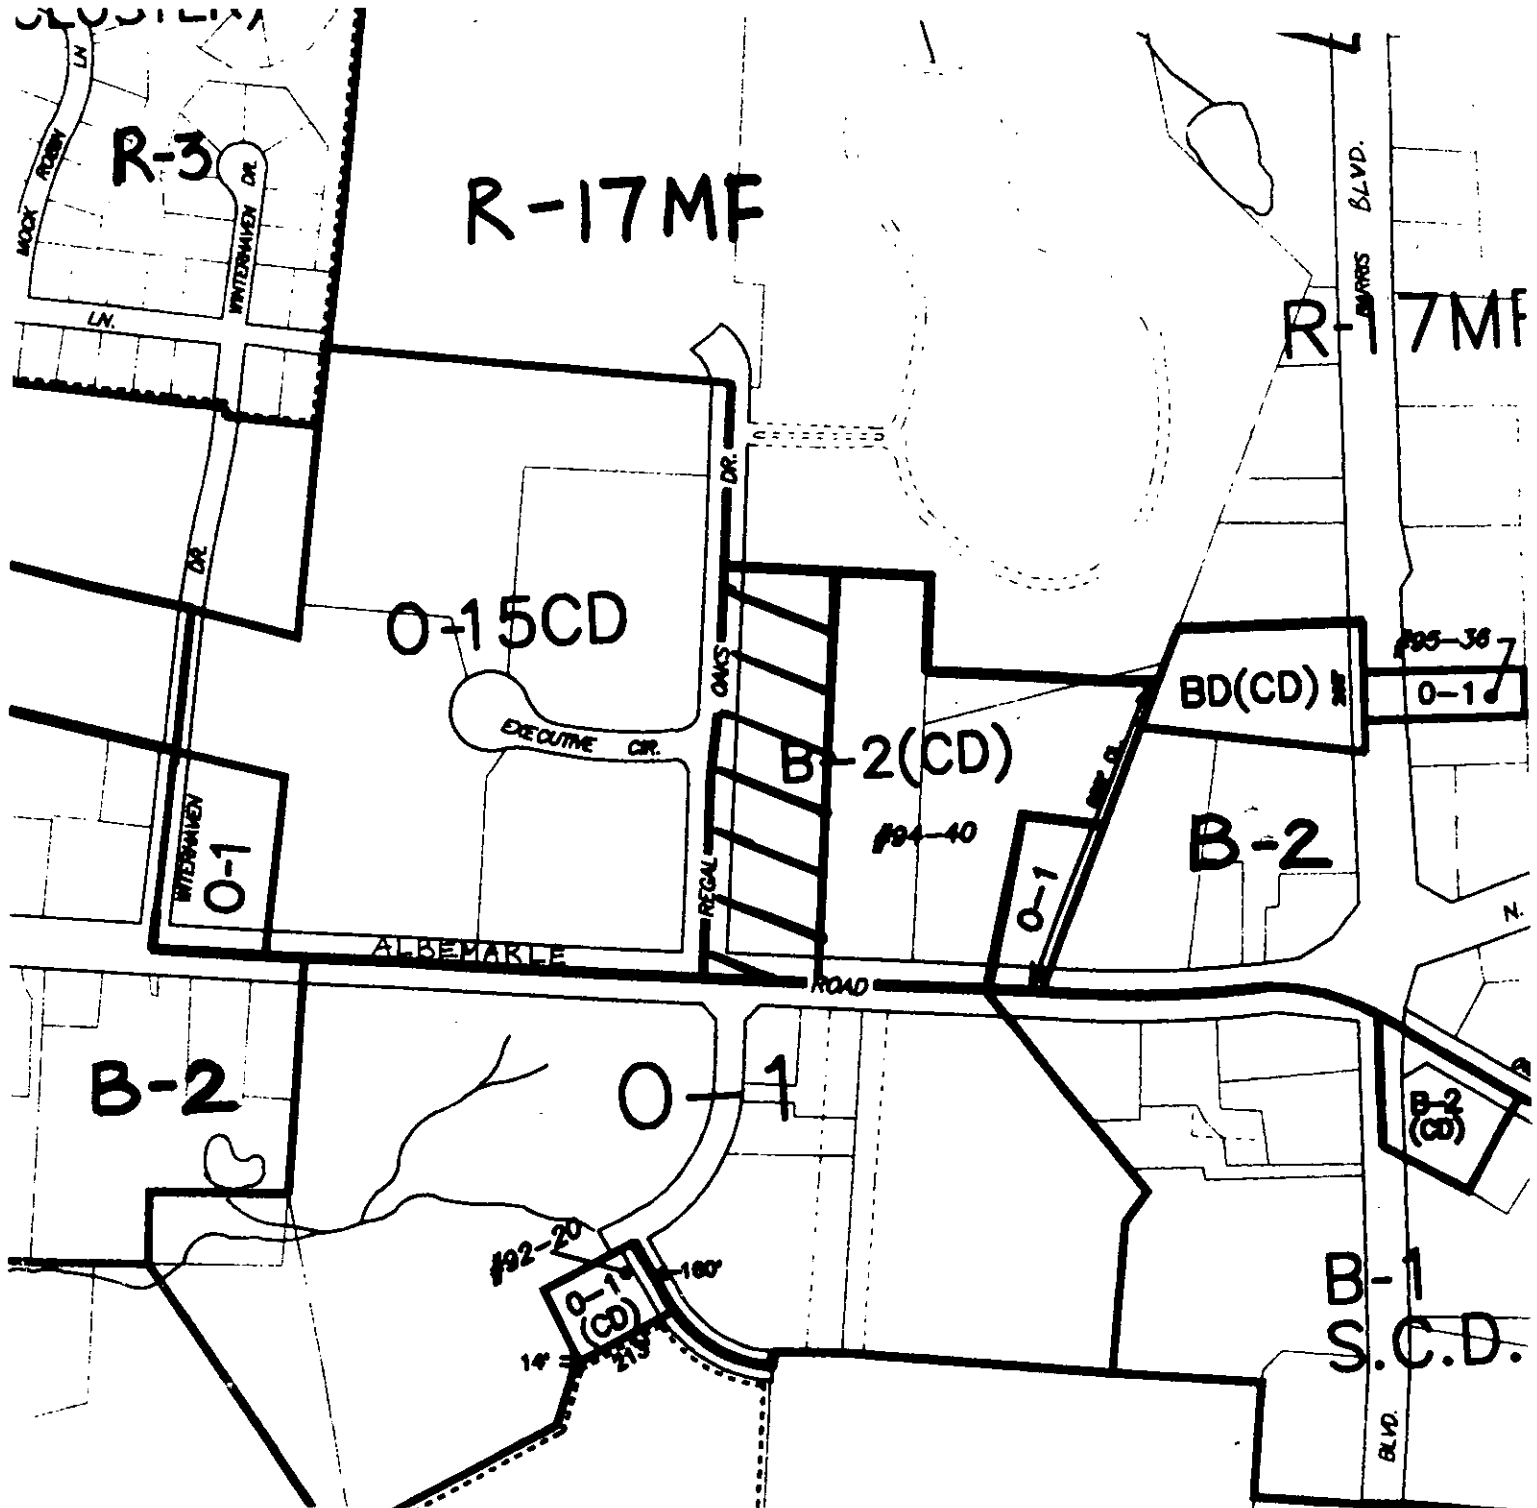 LN
MOCK ROBIN
R-3
WINTERHAVEN DR.
LN.
R-17MF
BLVD.
HARRIS
R-17MF
DR.
DR.
O-15CD
OAKS
EXECUTIVE CIR.
#95-36
BD(CD)
O-1
B-2(CD)
#94-40
B-2
WINTERHAVEN
O-1
REGAL
O-1
N.
ALBEMARLE
ROAD
B-2
O-1
B-2
(CD)
#92-20
160'
O-1
(CD)
14'
213'
B-1
S.C.D.
BLVD.